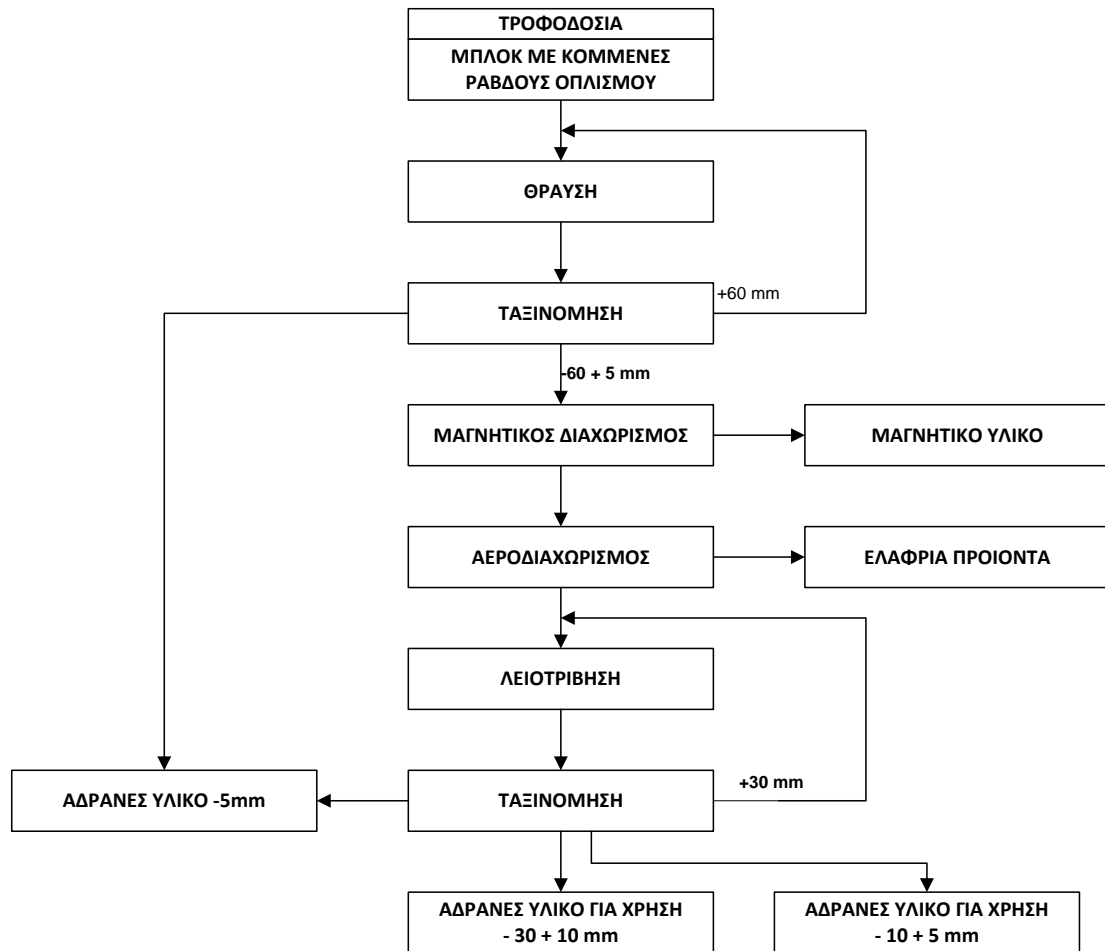 ΤΡΟΦΟΔΟΣΙΑ
ΜΠΛΟΚ ΜΕ ΚΟΜΜΕΝΕΣ
ΡΑΒΔΟΥΣ ΟΠΛΙΣΜΟΥ
ΘΡΑΥΣΗ
ΤΑΞΙΝΟΜΗΣΗ
+60 mm
-60 + 5 mm
ΜΑΓΝΗΤΙΚΟΣ ΔΙΑΧΩΡΙΣΜΟΣ
ΜΑΓΝΗΤΙΚΟ ΥΛΙΚΟ
ΑΕΡΟΔΙΑΧΩΡΙΣΜΟΣ
ΕΛΑΦΡΙΑ ΠΡΟΙΟΝΤΑ
ΛΕΙΟΤΡΙΒΗΣΗ
ΑΔΡΑΝΕΣ ΥΛΙΚΟ -5mm
ΤΑΞΙΝΟΜΗΣΗ
+30 mm
ΑΔΡΑΝΕΣ ΥΛΙΚΟ ΓΙΑ ΧΡΗΣΗ
- 30 + 10 mm
ΑΔΡΑΝΕΣ ΥΛΙΚΟ ΓΙΑ ΧΡΗΣΗ
- 10 + 5 mm